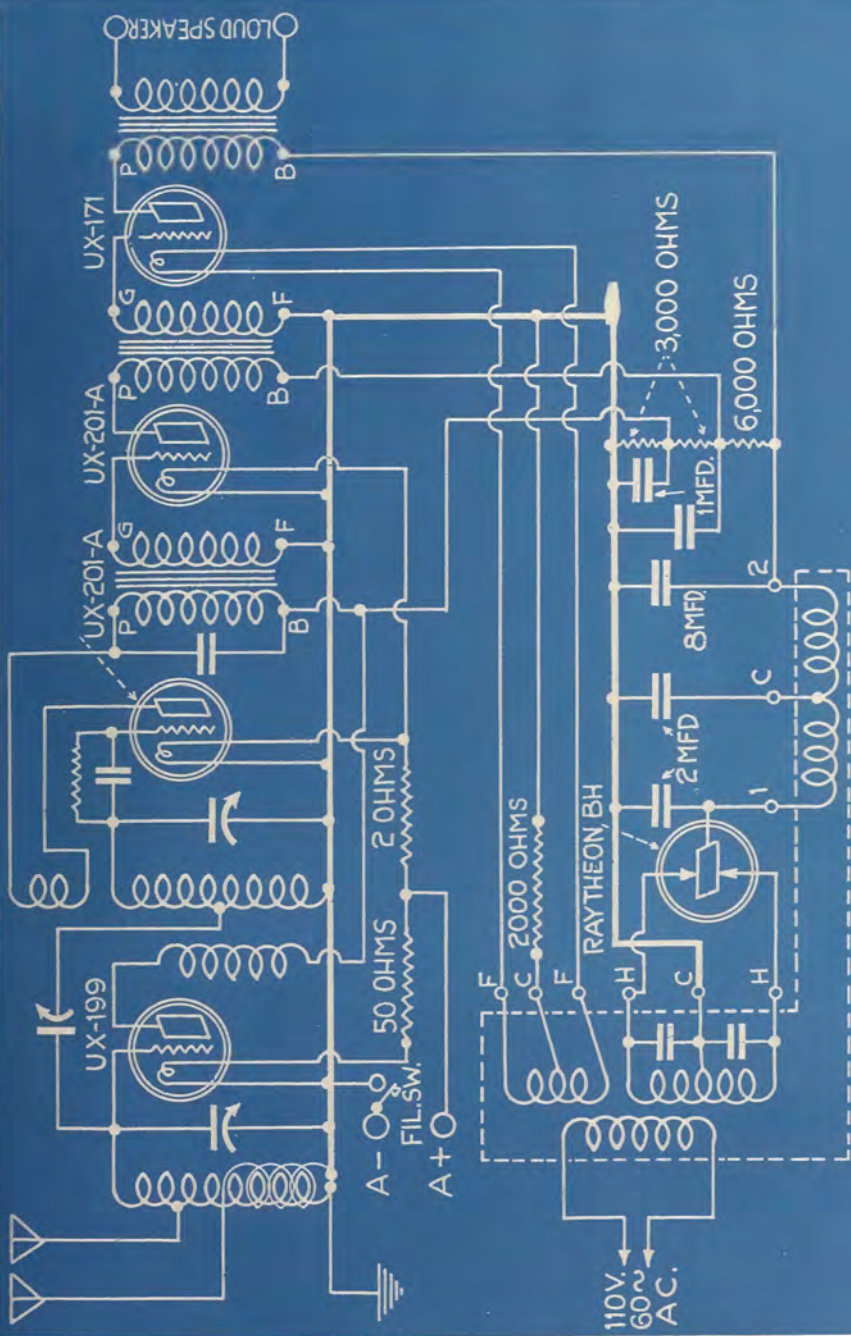 LOUD SPEAKER
P
B
UX-171
G
F
P
B
UX-201-A
G
F
P
B
UX-201-A
UX-199
50 OHMS
2 OHMS
A-
FIL. SW.
A+
110V.
60~
A.C.
F
C
F
2000 OHMS
RAYTHEON, BH
H
C
H
2 MFD
8 MFD.
1 MFD.
3,000 OHMS
6,000 OHMS
1
C
2